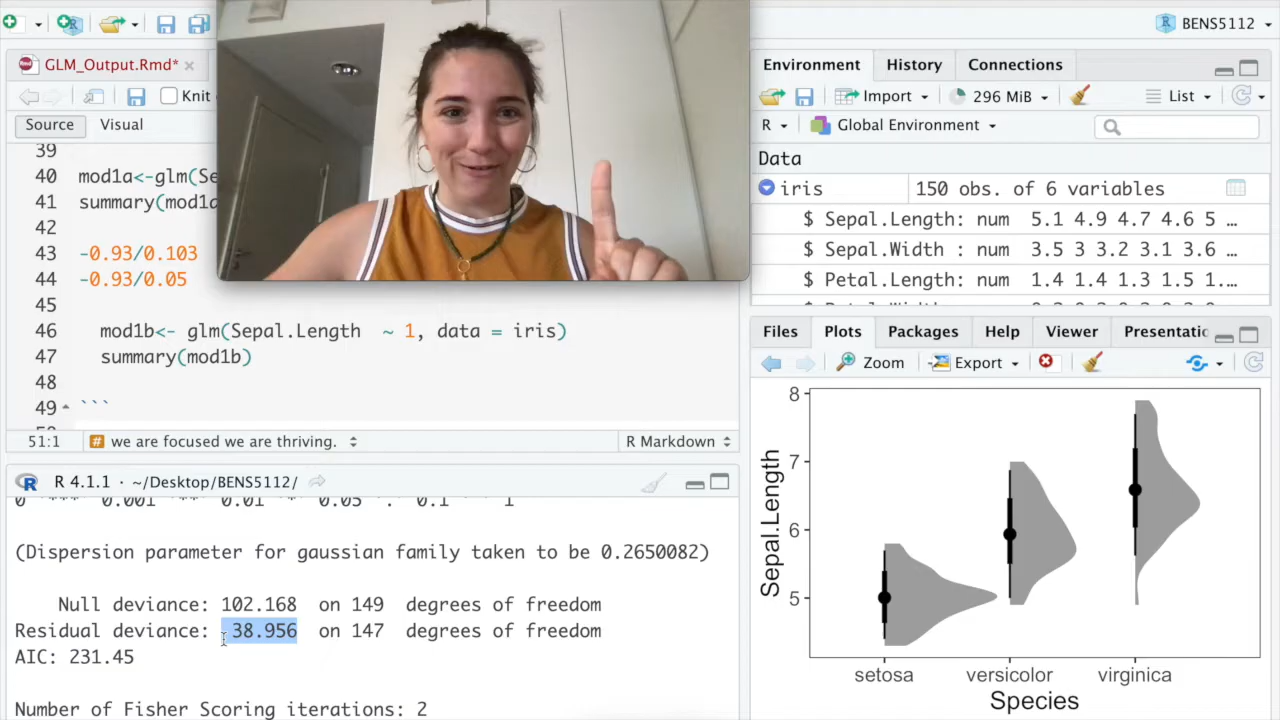 BENS5112
GLM_Output.Rmd*
Knit
Source Visual
39
40 mod1a<-glm(Se
41 summary(mod1a
42
43 -0.93/0.103
44 -0.93/0.05
45
46 mod1b<- glm(Sepal.Length ~ 1, data = iris)
47 summary(mod1b)
48
49 ```
51:1 # we are focused we are thriving. R Markdown
R 4.1.1 · ~/Desktop/BENS5112/
(Dispersion parameter for gaussian family taken to be 0.2650082)
Null deviance: 102.168 on 149 degrees of freedom
Residual deviance: 38.956 on 147 degrees of freedom
AIC: 231.45
Number of Fisher Scoring iterations: 2
Environment History Connections
Import 296 MiB List
R Global Environment
Data
iris 150 obs. of 6 variables
$ Sepal.Length: num 5.1 4.9 4.7 4.6 5 …
$ Sepal.Width : num 3.5 3 3.2 3.1 3.6 …
$ Petal.Length: num 1.4 1.4 1.3 1.5 1.…
Files Plots Packages Help Viewer Presentatic
Zoom Export
8
7
6
5
Sepal.Length
setosa versicolor virginica
Species